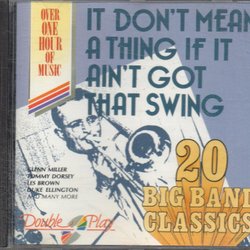 OVER
ONE
HOUR
OF
MUSIC
IT DON'T MEAN
A THING IF IT
AIN'T GOT
THAT SWING
GLENN MILLER
TOMMY DORSEY
LES BROWN
DUKE ELLINGTON
AND MANY MORE
20
BIG BAND
CLASSICS
Double Play